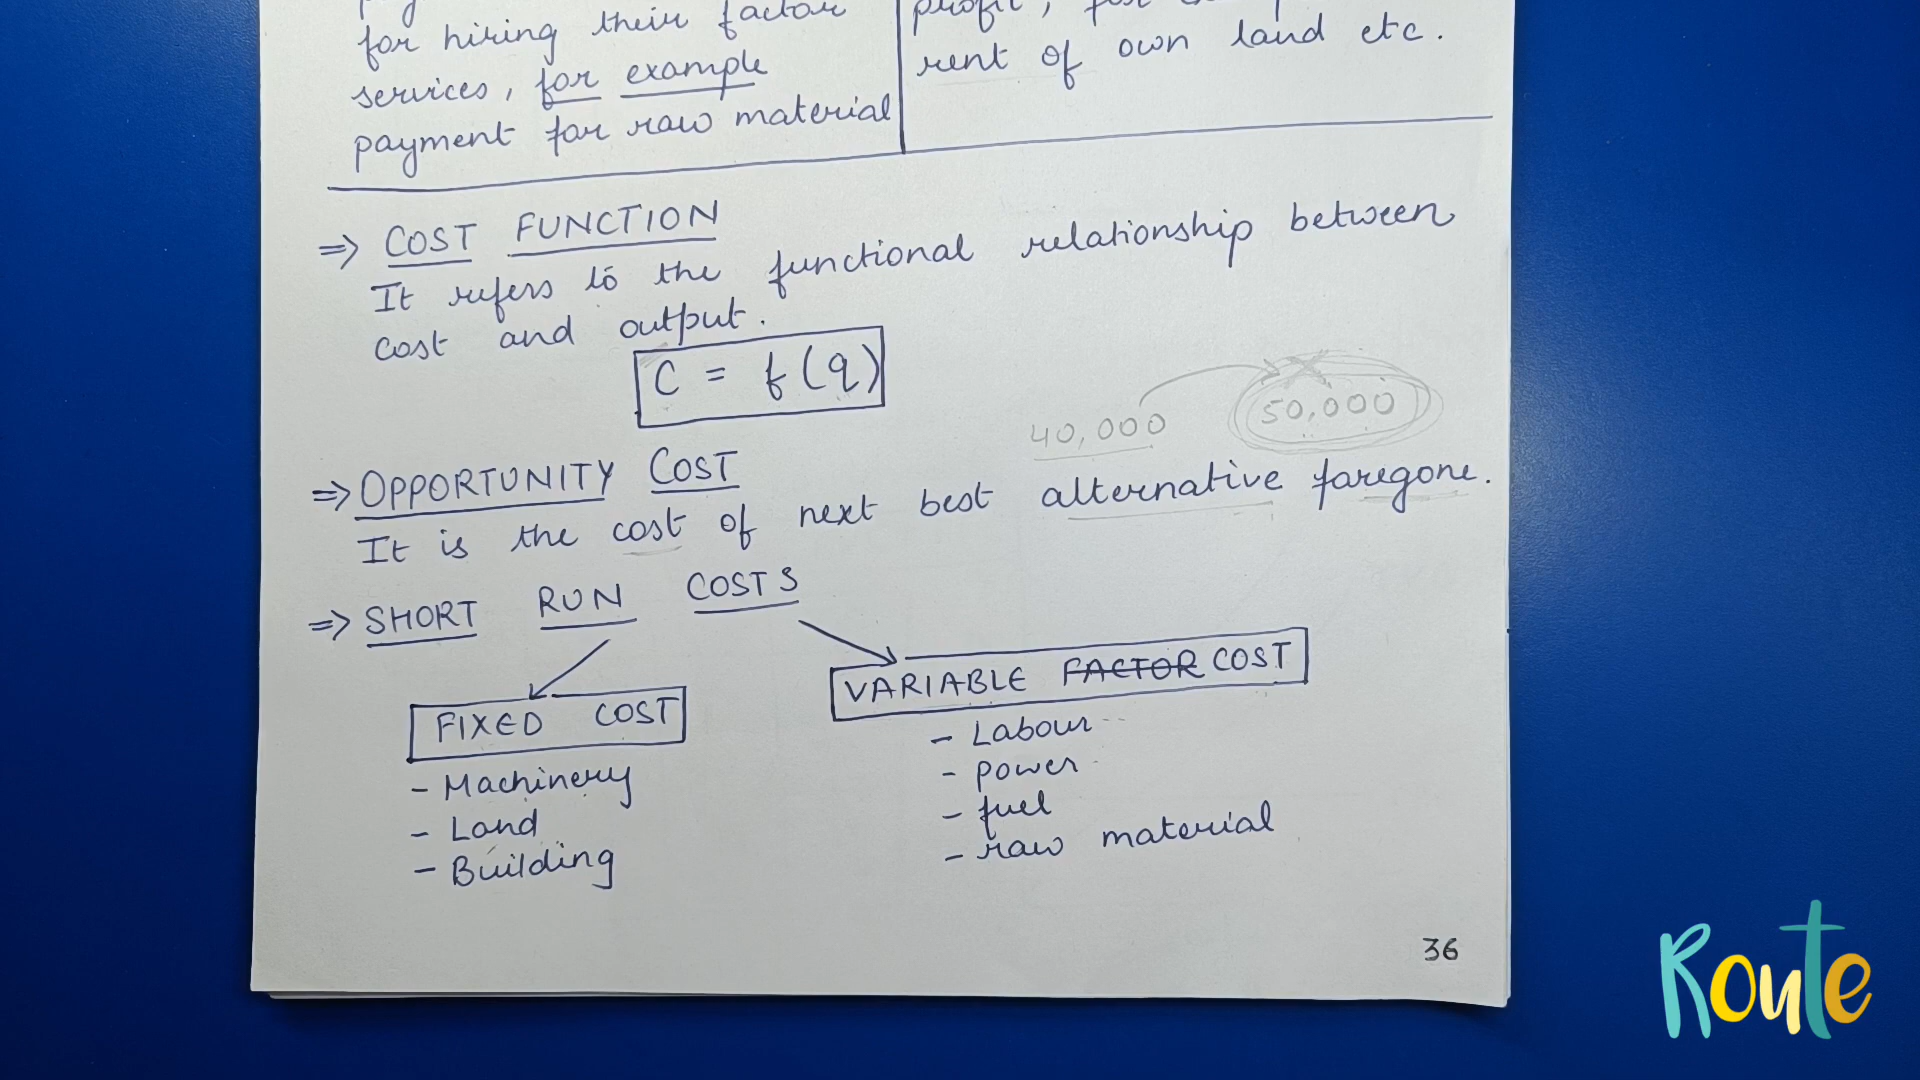 for hiring their factor
services, for example
payment for raw material
profit, for
rent of own land etc.
⇒ COST FUNCTION
It refers to the functional relationship between
cost and output.
C = f(q)
40,000 50,000
⇒ OPPORTUNITY COST
It is the cost of next best alternative foregone.
⇒ SHORT RUN COSTS
FIXED COST
- Machinery
- Land
- Building
VARIABLE FACTOR COST
- Labour
- power
- fuel
- raw material
36
Route